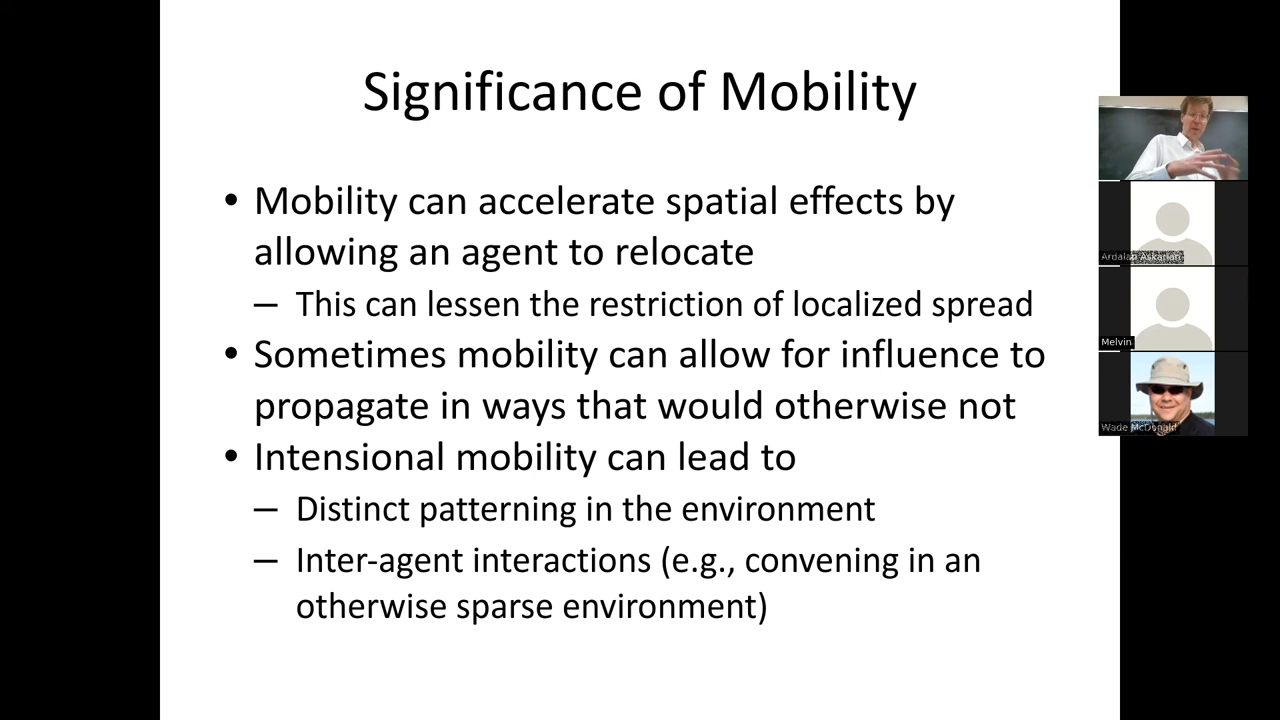 Significance of Mobility
• Mobility can accelerate spatial effects by
allowing an agent to relocate
– This can lessen the restriction of localized spread
• Sometimes mobility can allow for influence to
propagate in ways that would otherwise not
• Intensional mobility can lead to
– Distinct patterning in the environment
– Inter-agent interactions (e.g., convening in an
otherwise sparse environment)
Ardalan Askarian
Melvin
Wade McDonald